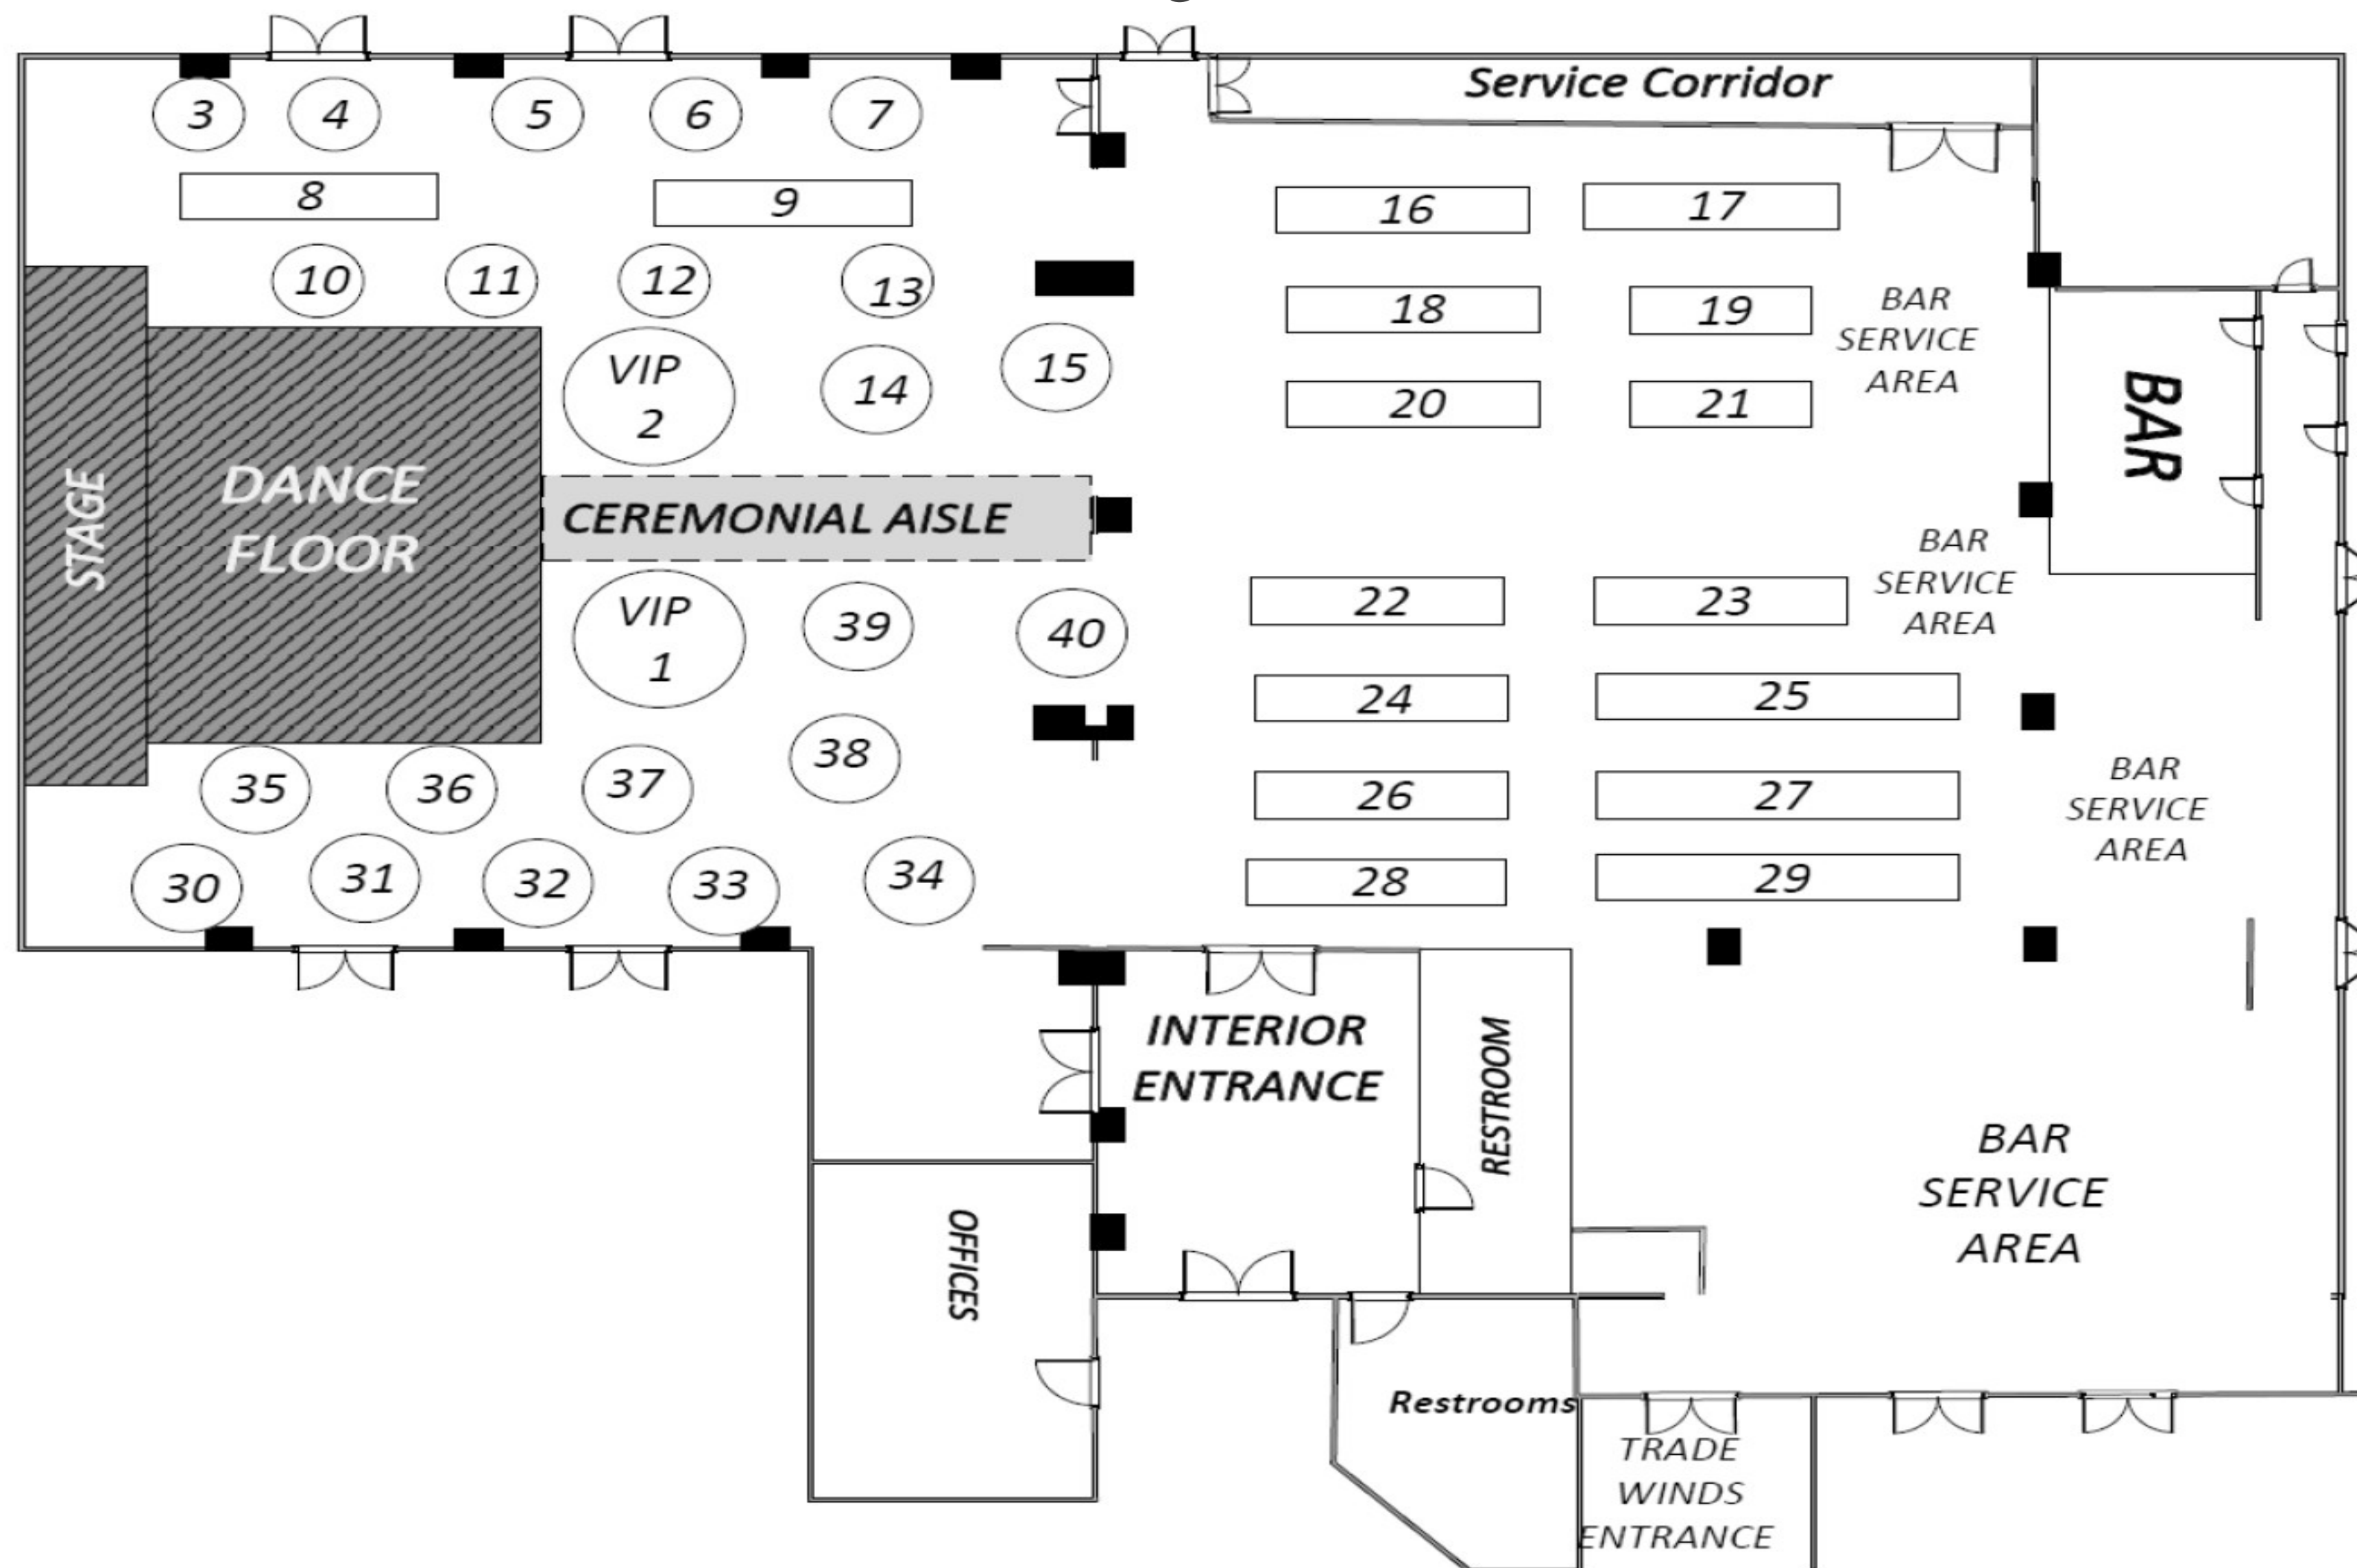 Service Corridor
3
4
5
6
7
8
9
16
17
10
11
12
13
18
19
BAR
SERVICE
AREA
VIP
2
14
15
20
21
BAR
STAGE
DANCE
FLOOR
CEREMONIAL AISLE
BAR
SERVICE
AREA
VIP
1
39
40
22
23
24
25
38
35
36
37
26
27
BAR
SERVICE
AREA
30
31
32
33
34
28
29
INTERIOR
ENTRANCE
RESTROOM
OFFICES
BAR
SERVICE
AREA
Restrooms
TRADE
WINDS
ENTRANCE